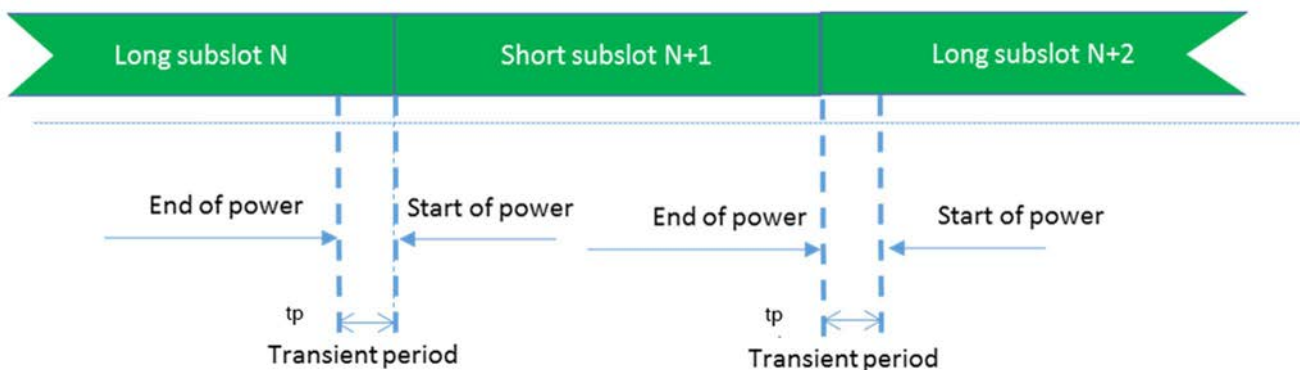 Long subslot N
Short subslot N+1
Long subslot N+2
End of power
Start of power
End of power
Start of power
tp
tp
Transient period
Transient period